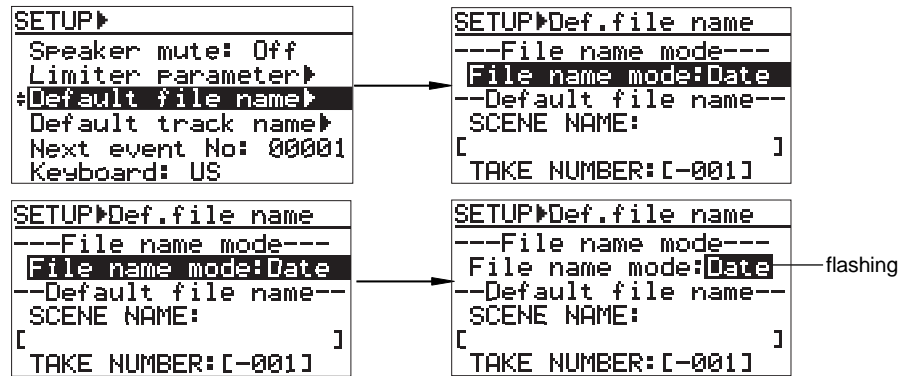 SETUP▶
Speaker mute: Off
Limiter parameter▶
Default file name▶
Default track name▶
Next event No: 00001
Keyboard: US
SETUP▶Def.file name
---File name mode---
File name mode:Date
--Default file name--
SCENE NAME:
[ ]
TAKE NUMBER:[-001]
SETUP▶Def.file name
---File name mode---
File name mode:Date
--Default file name--
SCENE NAME:
[ ]
TAKE NUMBER:[-001]
SETUP▶Def.file name
---File name mode---
File name mode:Date
--Default file name--
SCENE NAME:
[ ]
TAKE NUMBER:[-001]
flashing